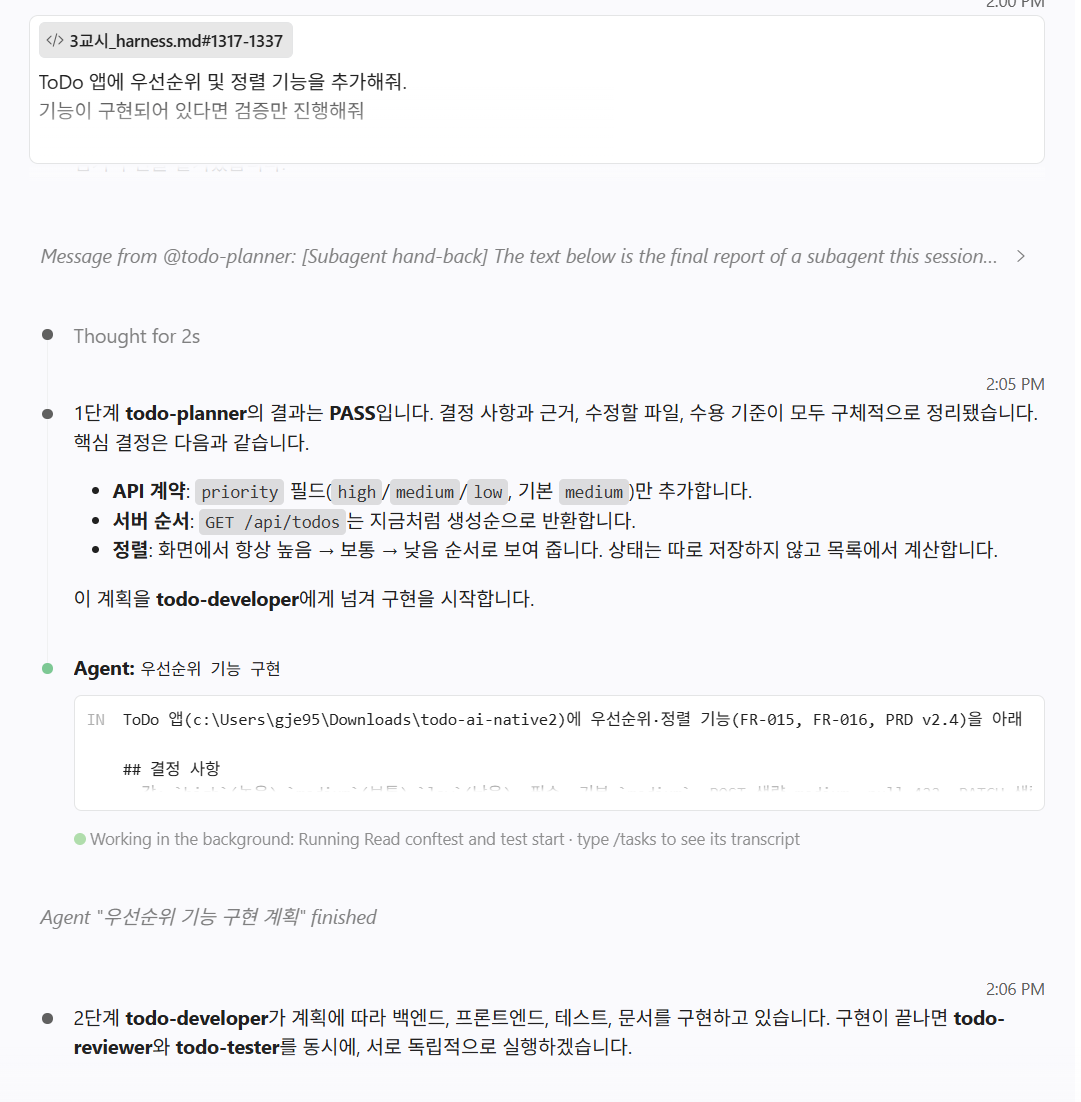 2:00 PM
</> 3교시_harness.md#1317-1337
ToDo 앱에 우선순위 및 정렬 기능을 추가해줘.
기능이 구현되어 있다면 검증만 진행해줘
Message from @todo-planner: [Subagent hand-back] The text below is the final report of a subagent this session...
Thought for 2s
2:05 PM
1단계 todo-planner의 결과는 PASS입니다. 결정 사항과 근거, 수정할 파일, 수용 기준이 모두 구체적으로 정리됐습니다.
핵심 결정은 다음과 같습니다.
• API 계약: priority 필드(high/medium/low, 기본 medium)만 추가합니다.
• 서버 순서: GET /api/todos는 지금처럼 생성순으로 반환합니다.
• 정렬: 화면에서 항상 높음 → 보통 → 낮음 순서로 보여 줍니다. 상태는 따로 저장하지 않고 목록에서 계산합니다.
이 계획을 todo-developer에게 넘겨 구현을 시작합니다.
Agent: 우선순위 기능 구현
IN ToDo 앱(c:\Users\gje95\Downloads\todo-ai-native2)에 우선순위·정렬 기능(FR-015, FR-016, PRD v2.4)을 아래
## 결정 사항
Working in the background: Running Read conftest and test start · type /tasks to see its transcript
Agent "우선순위 기능 구현 계획" finished
2:06 PM
2단계 todo-developer가 계획에 따라 백엔드, 프론트엔드, 테스트, 문서를 구현하고 있습니다. 구현이 끝나면 todo-
reviewer와 todo-tester를 동시에, 서로 독립적으로 실행하겠습니다.